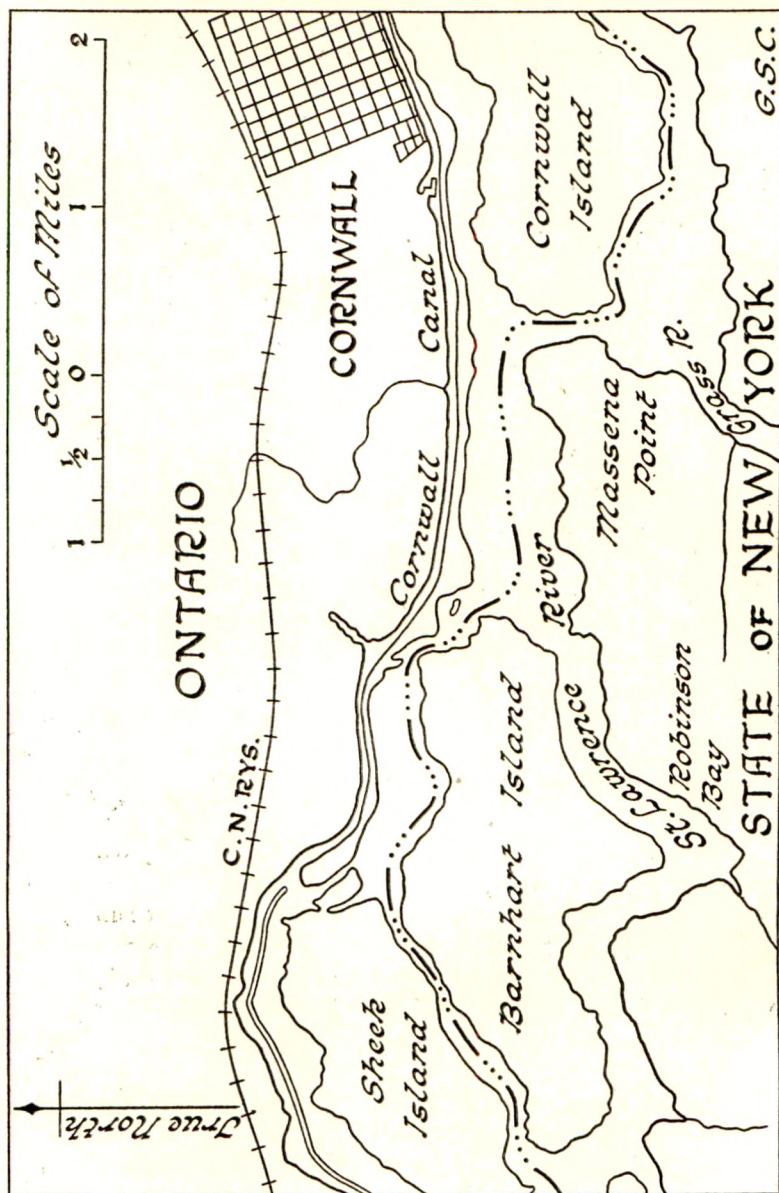 Scale of Miles
1 ½ 0 1 2
True North
ONTARIO
C.N.RYS.
CORNWALL
Cornwall Canal
Sheek
Island
Barnhart Island
St. Lawrence River
Cornwall
Island
Massena
Point
Robinson
Bay
Grass R.
STATE OF NEW YORK
G.S.C.